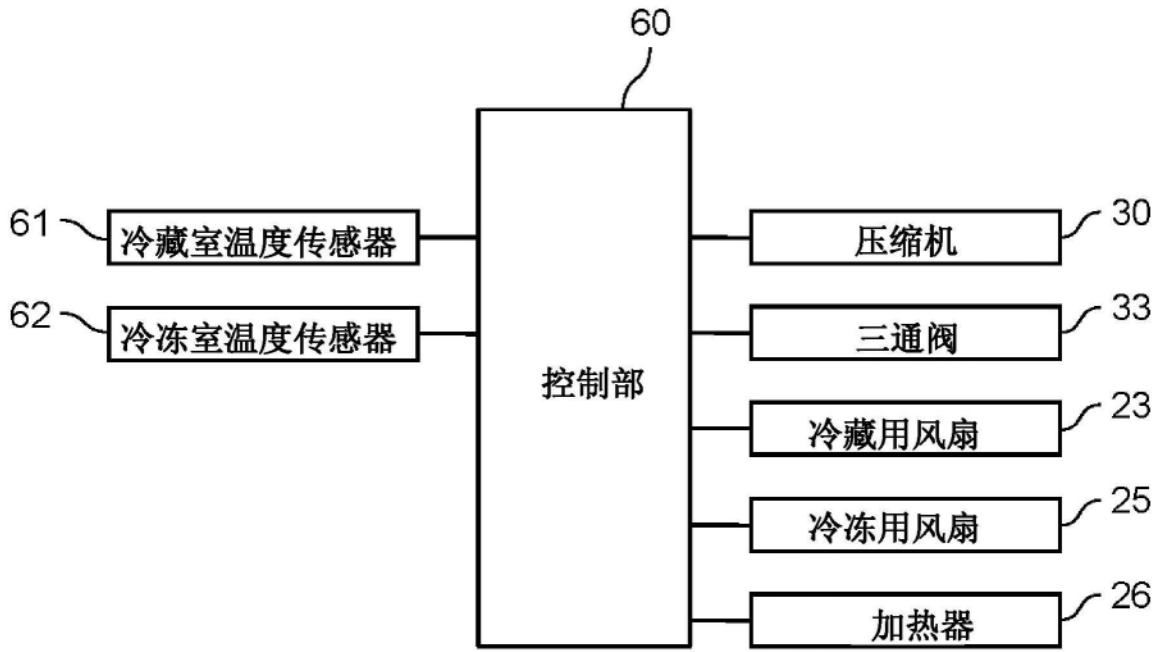 60
61
冷藏室温度传感器
62
冷冻室温度传感器
控制部
压缩机
30
三通阀
33
冷藏用风扇
23
冷冻用风扇
25
加热器
26